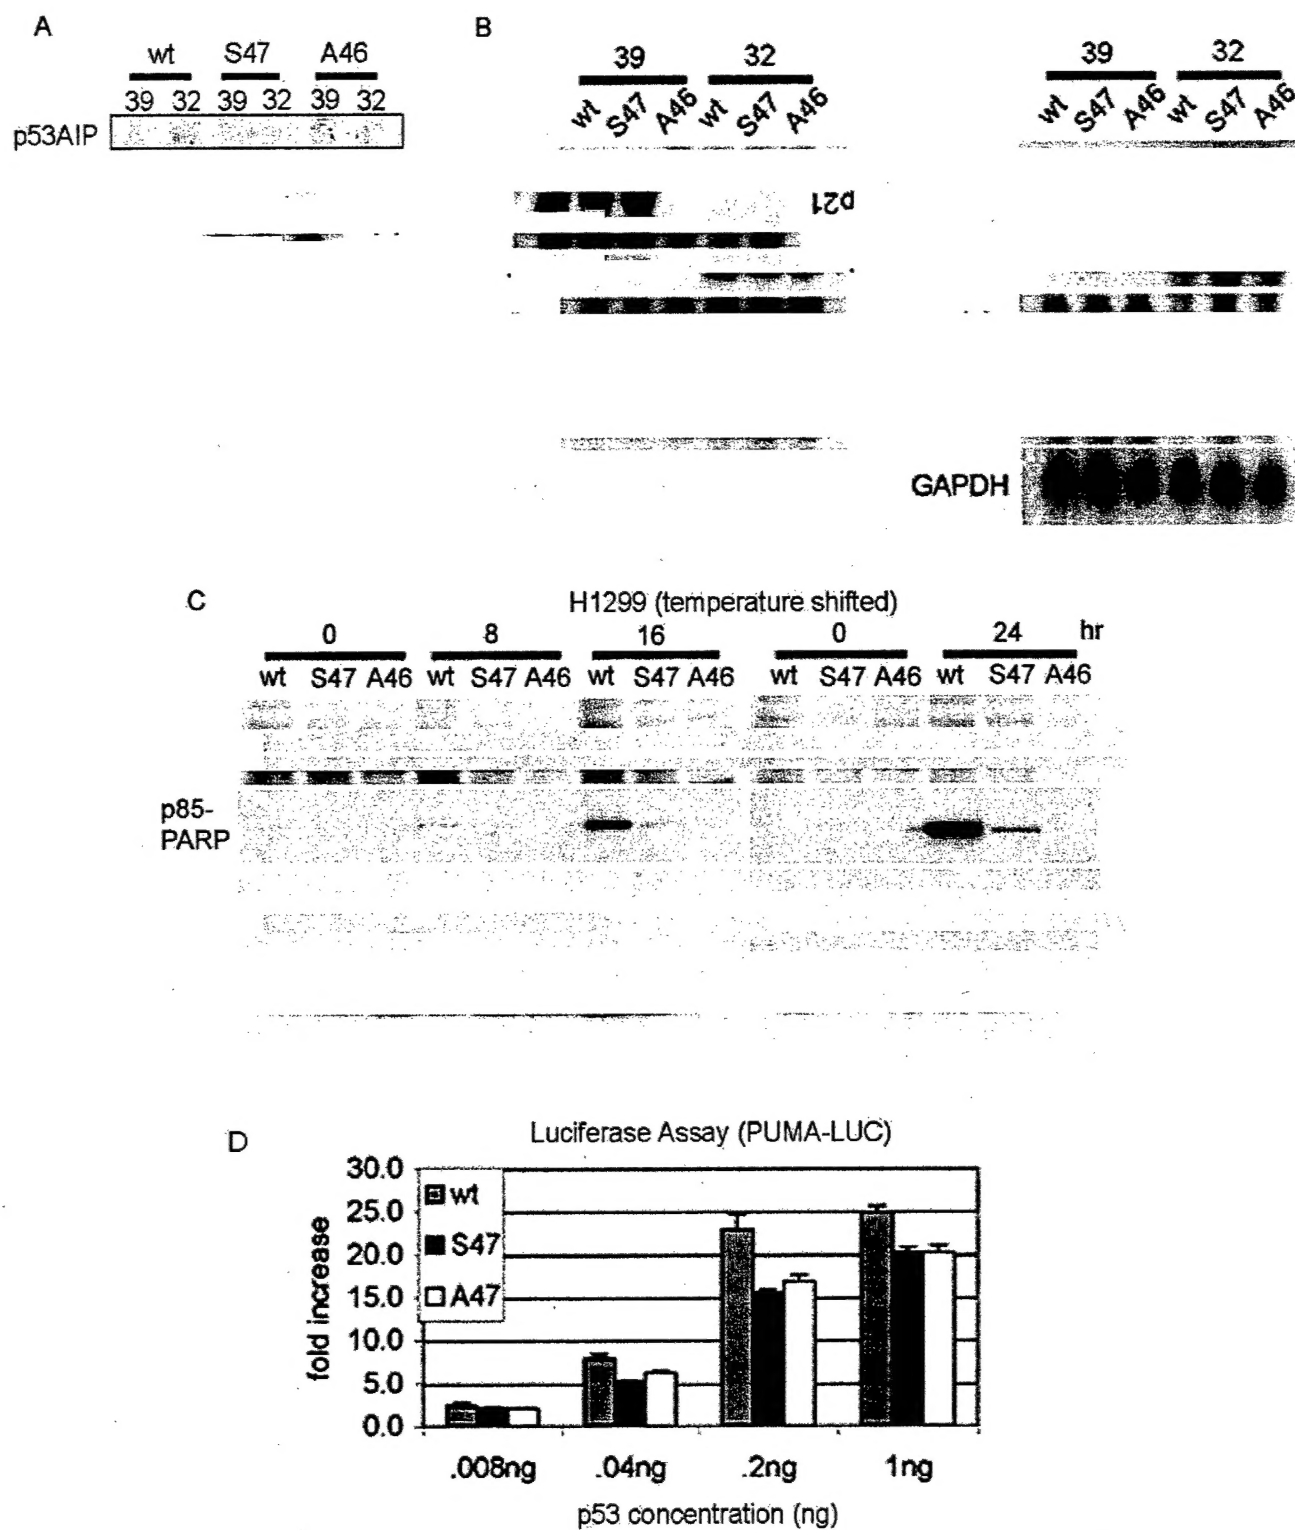 A
wt S47 A46
39 32 39 32 39 32
p53AIP
B
39 32
wt S47 A46 wt S47 A46
p21
39 32
wt S47 A46 wt S47 A46
GAPDH
C
H1299 (temperature shifted)
0 8 16 0 24 hr
wt S47 A46 wt S47 A46 wt S47 A46 wt S47 A46 wt S47 A46
p85-
PARP
D
Luciferase Assay (PUMA-LUC)
fold increase
30.0
25.0
20.0
15.0
10.0
5.0
0.0
wt
S47
A47
.008ng .04ng .2ng 1ng
p53 concentration (ng)